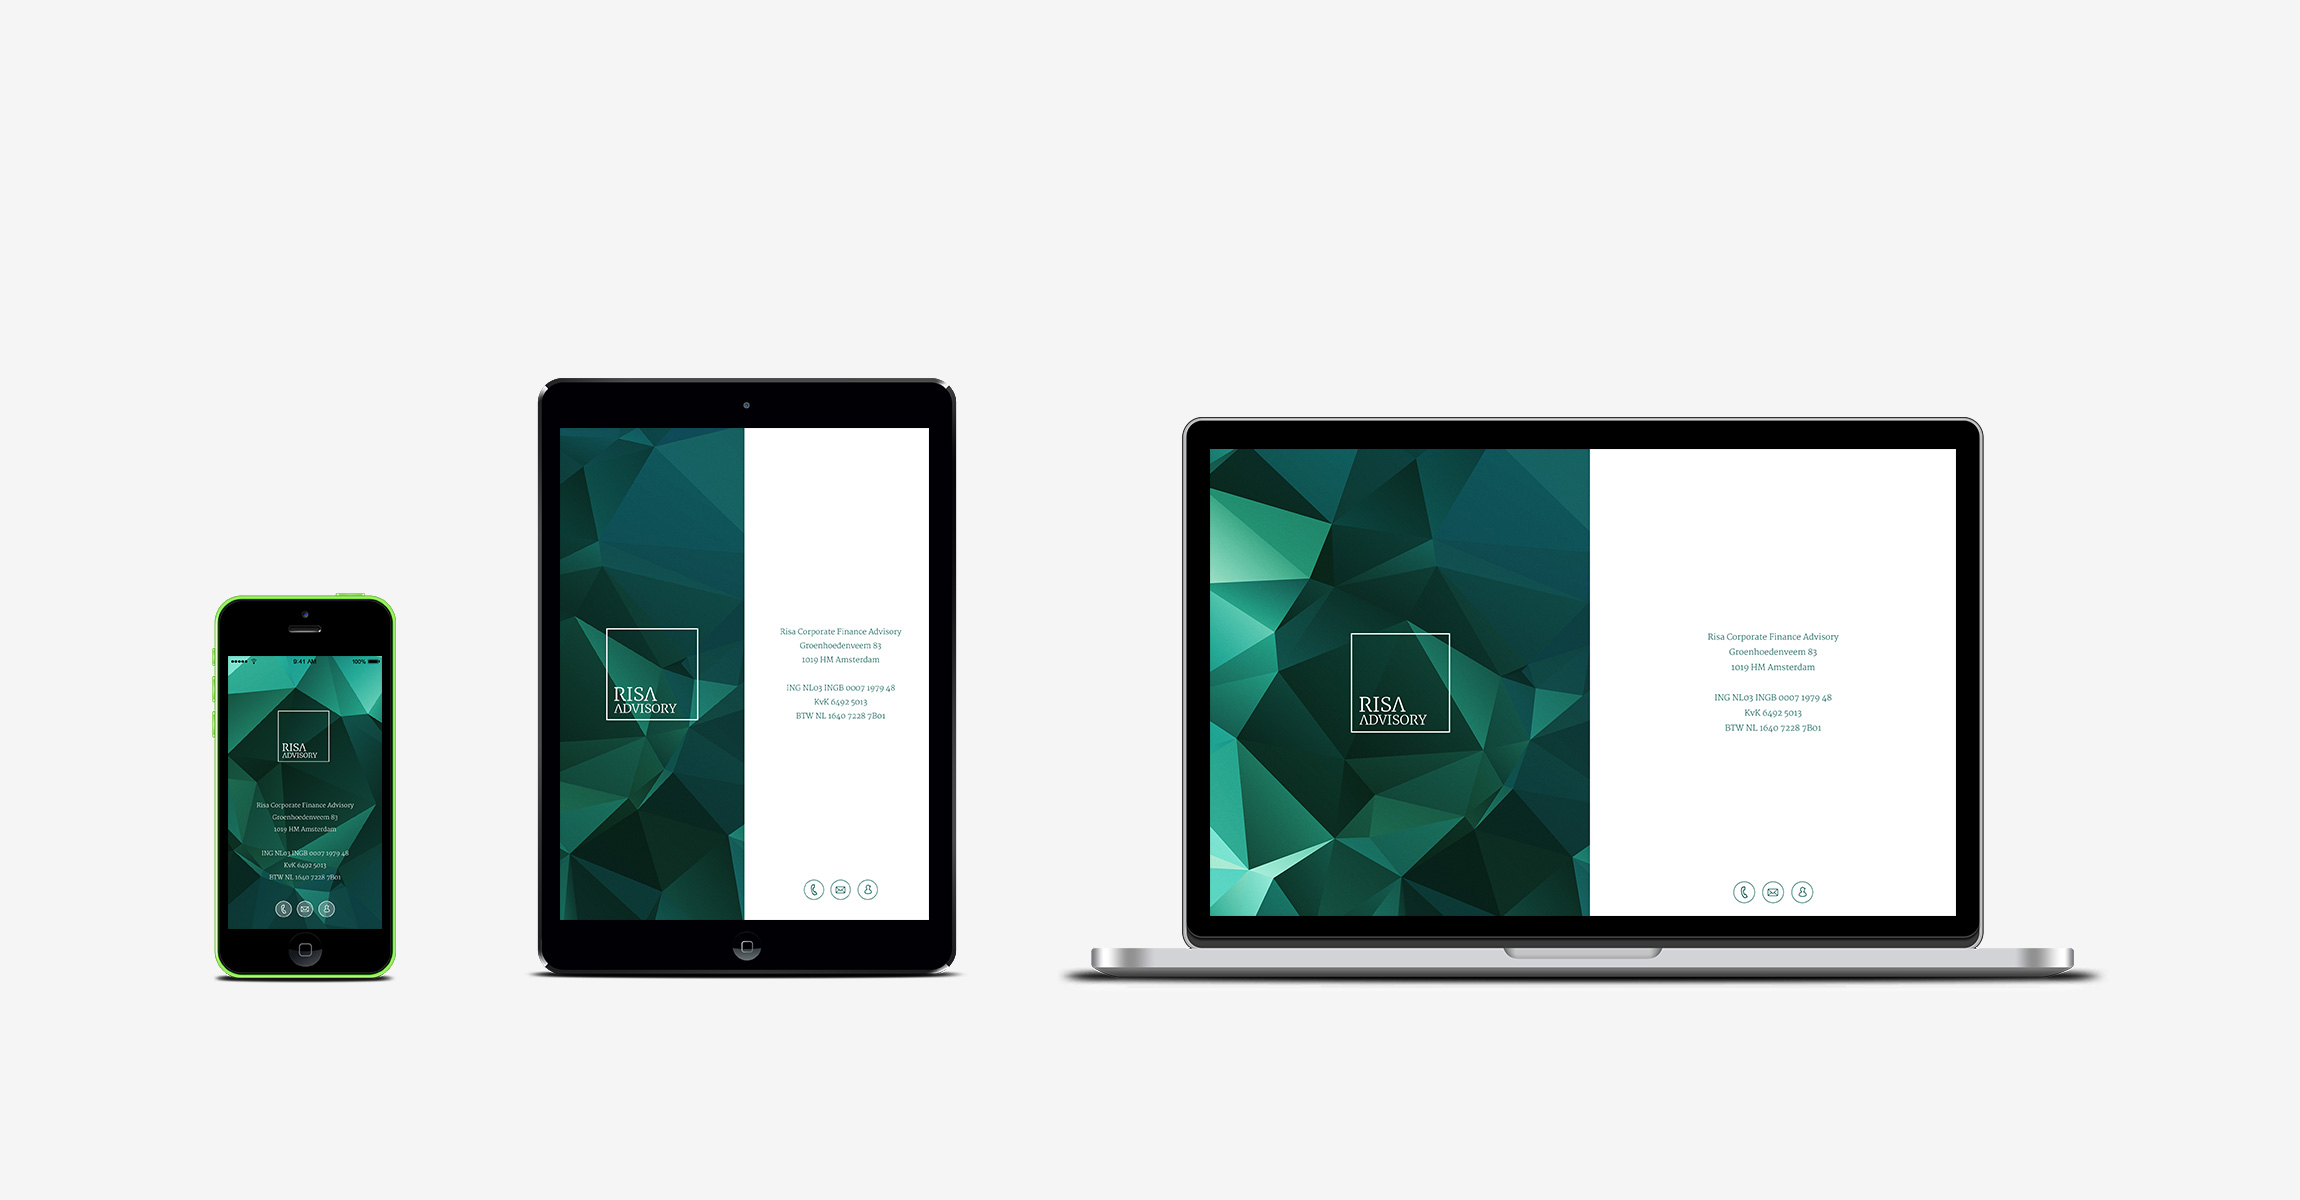 9:41 AM 100%
RISA
ADVISORY
Risa Corporate Finance Advisory
Groenhoedenveem 83
1019 HM Amsterdam
ING NL03 INGB 0007 1979 48
KvK 6492 5013
BTW NL 1640 7228 7B01
RISA
ADVISORY
Risa Corporate Finance Advisory
Groenhoedenveem 83
1019 HM Amsterdam
ING NL03 INGB 0007 1979 48
KvK 6492 5013
BTW NL 1640 7228 7B01
RISA
ADVISORY
Risa Corporate Finance Advisory
Groenhoedenveem 83
1019 HM Amsterdam
ING NL03 INGB 0007 1979 48
KvK 6492 5013
BTW NL 1640 7228 7B01